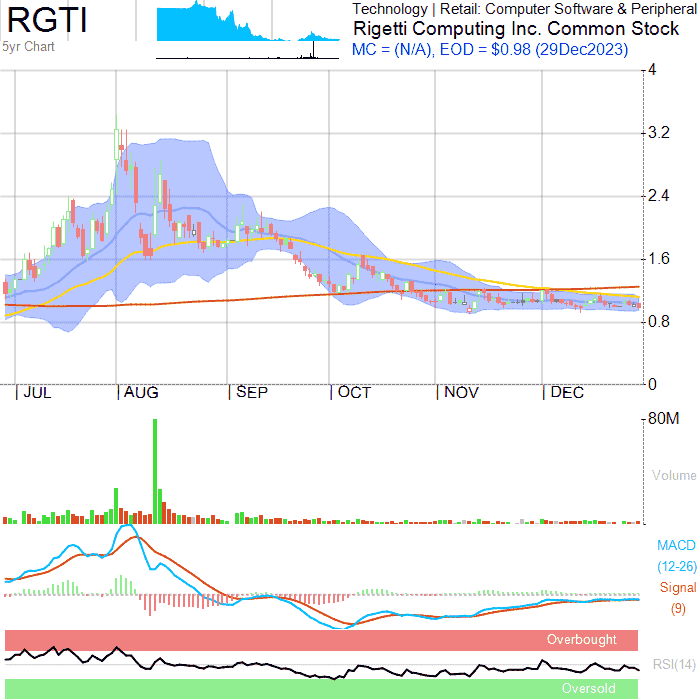 RGTI
5yr Chart
Technology | Retail: Computer Software & Peripheral
Rigetti Computing Inc. Common Stock
MC = (N/A), EOD = $0.98 (29Dec2023)
4
3.2
2.4
1.6
0.8
0
JUL AUG SEP OCT NOV DEC
80M
Volume
MACD
(12-26)
Signal
(9)
Overbought
RSI(14)
Oversold